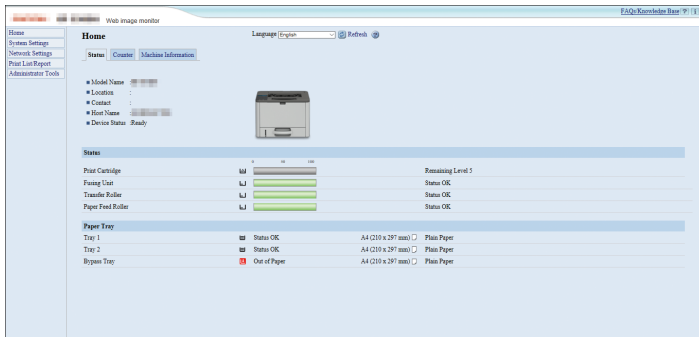 FAQs/Knowledge Base ?
Web image monitor
Home
System Settings
Network Settings
Print List/Report
Administrator Tools
Home
Language English Refresh ?
Status Counter Machine Information
Model Name :
Location :
Contact :
Host Name :
Device Status :Ready
Status
0 50 100
Print Cartridge Remaining Level 5
Fusing Unit Status OK
Transfer Roller Status OK
Paper Feed Roller Status OK
Paper Tray
Tray 1 Status OK A4 (210 x 297 mm) Plain Paper
Tray 2 Status OK A4 (210 x 297 mm) Plain Paper
Bypass Tray Out of Paper A4 (210 x 297 mm) Plain Paper